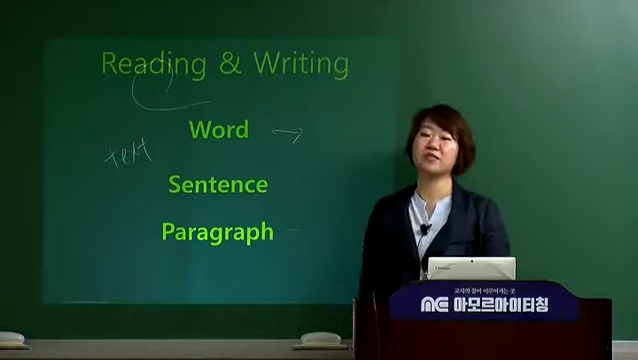 Reading & Writing
Word
text
Sentence
Paragraph
교사의 꿈이 이루어지는 곳
아모르아이티칭